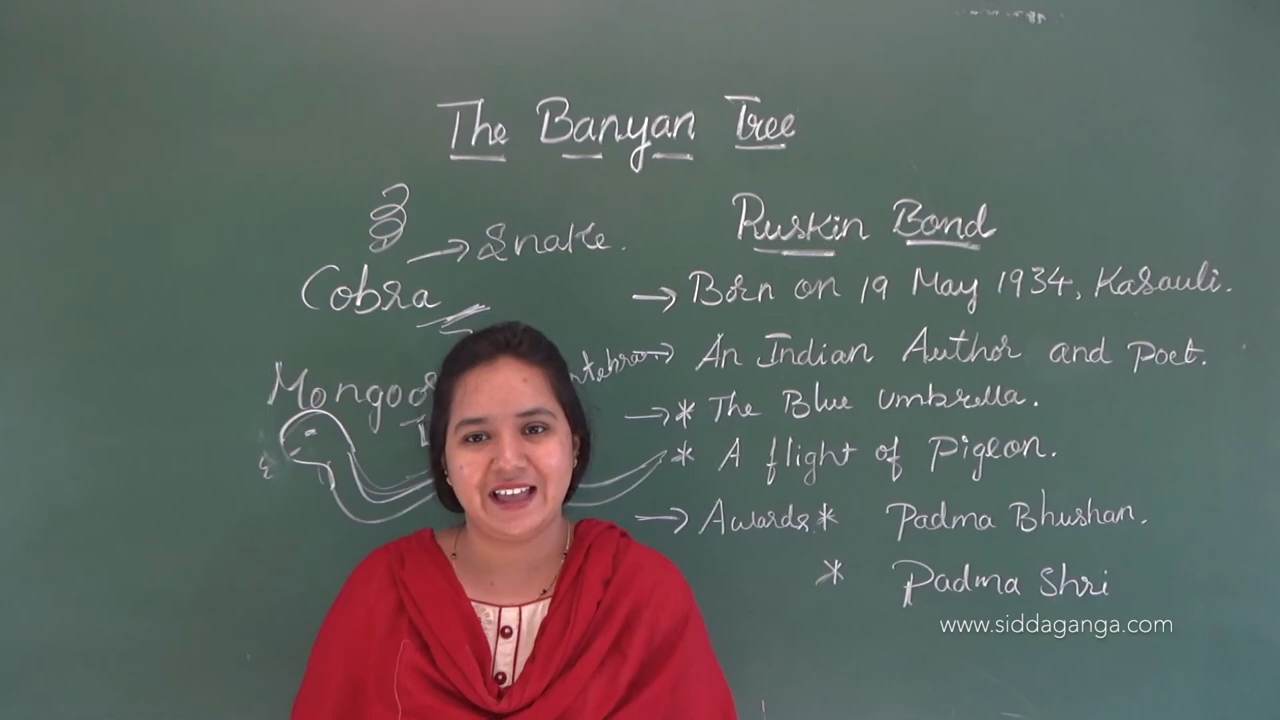 The Banyan Tree
Snake.
Cobra
Ruskin Bond
→ Born on 19 May 1934, Kasauli.
→ An Indian Author and Poet.
→ * The Blue umbrella.
* A flight of Pigeon.
→ Awards * Padma Bhushan.
* Padma Shri
www.siddaganga.com